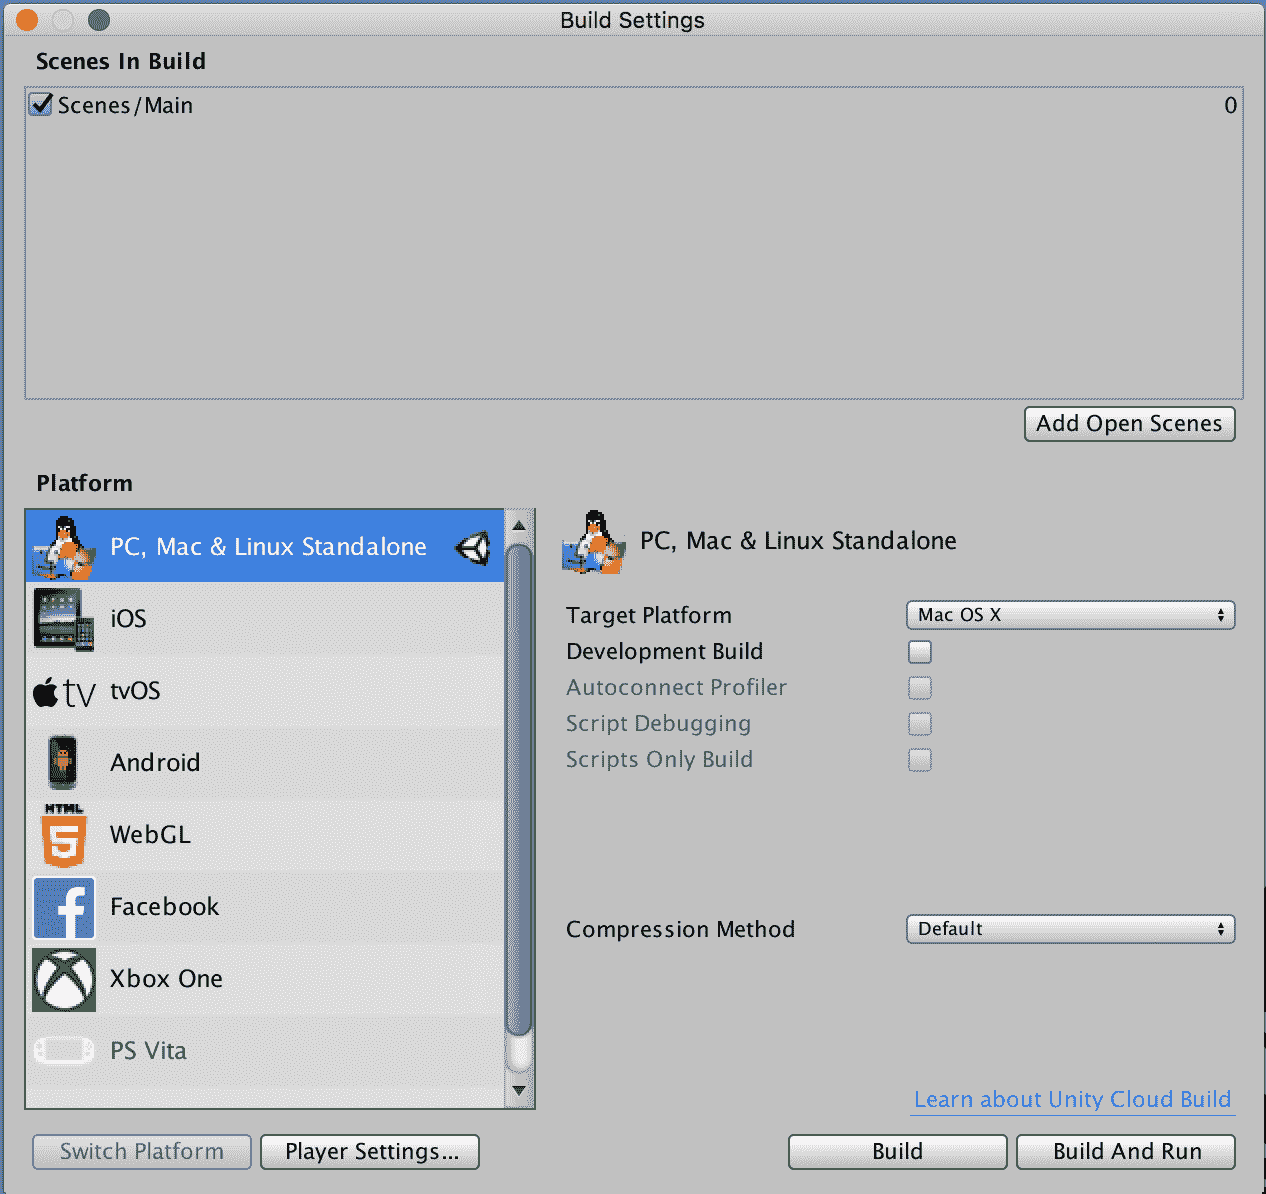 Build Settings
Scenes In Build
Scenes/Main 0
Add Open Scenes
Platform
PC, Mac & Linux Standalone
iOS
tv tvOS
Android
HTML
5 WebGL
f Facebook
Xbox One
PS Vita
PC, Mac & Linux Standalone
Target Platform Mac OS X
Development Build
Autoconnect Profiler
Script Debugging
Scripts Only Build
Compression Method Default
Learn about Unity Cloud Build
Switch Platform Player Settings... Build Build And Run